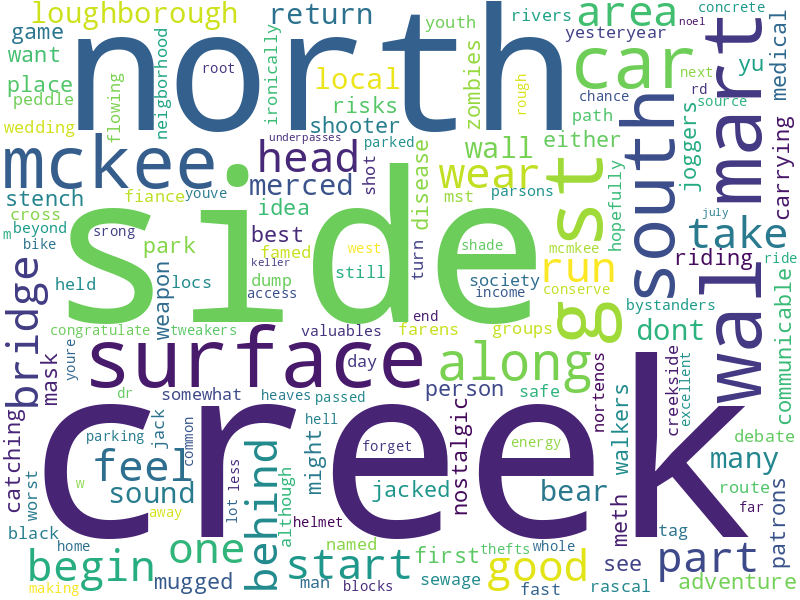 loughborough
return
youth
rivers
area
concrete
noel
yesteryear
game
north
want
root
ironically
zombies
car
mart
yu
medical
place
peddle
flowing
neigborhood
local
risks
rough
next
chance
rd
source
wedding
shooter
path
mckee
underpasses
head
parked
wall
either
south
joggers
carrying
stench
fiance
merced
shot
disease
wear
parsons
st
hopefully
youve
mst
cross
beyond
m
bike
srong
side
idea
famed
west
shade
mcmkee
july
take
park
best
turn
keller
still
society
run
riding
ride
bridge
held
locs
weapon
dump
access
income
conserve
g
bystanders
wal
communicable
congratulate
tweakers
valuables
end
farens
groups
dont
mask
youre
surface
day
along
safe
nortenos
creekside
excellent
dr
somewhat
heaves
passed
person
nostalgic
walkers
catching
parking
jack
common
creek
hell
forget
energy
debate
worst
feel
behind
might
meth
many
w
sound
lot
less
jacked
bear
route
far
patrons
black
away
although
helmet
tag
home
begin
one
start
named
first
thefts
whole
see
part
making
mugged
man
blocks
sewage
good
fast
rascal
adventure